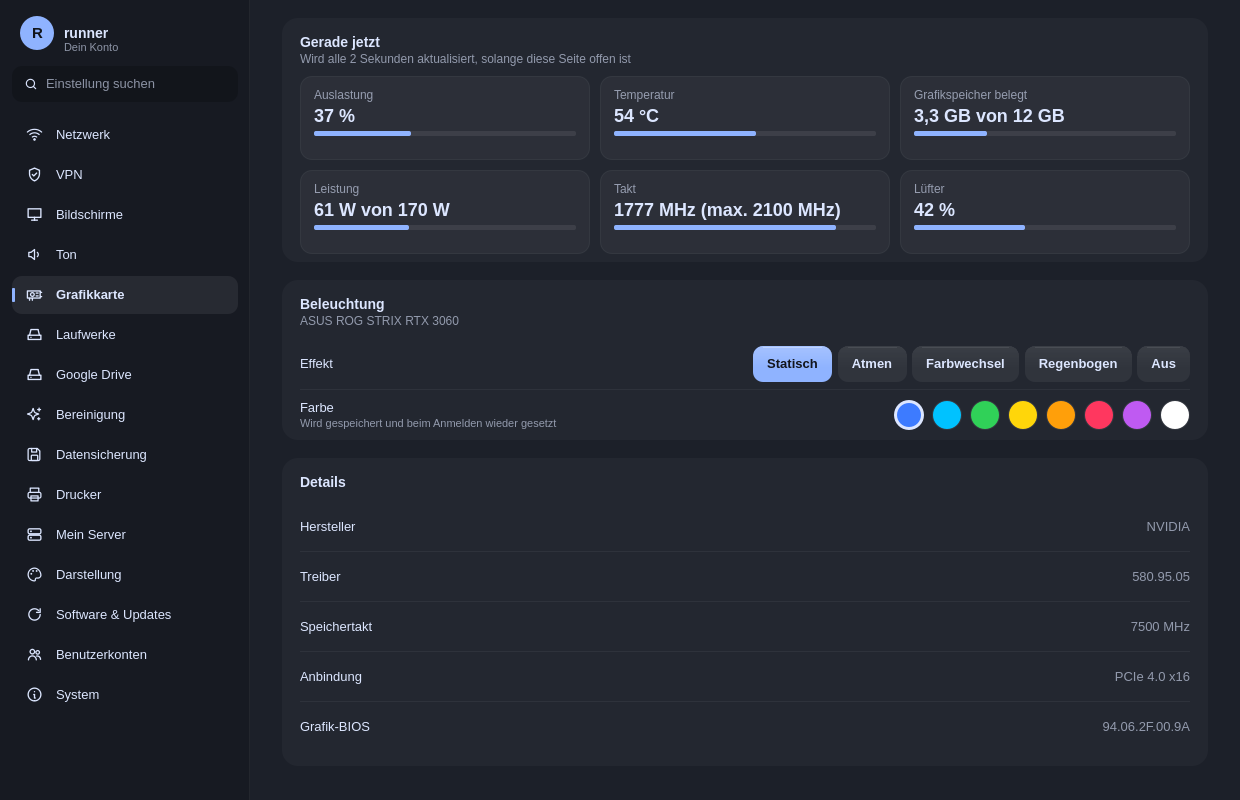 R
runner
Dein Konto
Einstellung suchen
Netzwerk
VPN
Bildschirme
Ton
Grafikkarte
Laufwerke
Google Drive
Bereinigung
Datensicherung
Drucker
Mein Server
Darstellung
Software & Updates
Benutzerkonten
System
Gerade jetzt
Wird alle 2 Sekunden aktualisiert, solange diese Seite offen ist
Auslastung
37 %
Temperatur
54 °C
Grafikspeicher belegt
3,3 GB von 12 GB
Leistung
61 W von 170 W
Takt
1777 MHz (max. 2100 MHz)
Lüfter
42 %
Beleuchtung
ASUS ROG STRIX RTX 3060
Effekt
Statisch
Atmen
Farbwechsel
Regenbogen
Aus
Farbe
Wird gespeichert und beim Anmelden wieder gesetzt
Details
Hersteller
NVIDIA
Treiber
580.95.05
Speichertakt
7500 MHz
Anbindung
PCIe 4.0 x16
Grafik-BIOS
94.06.2F.00.9A